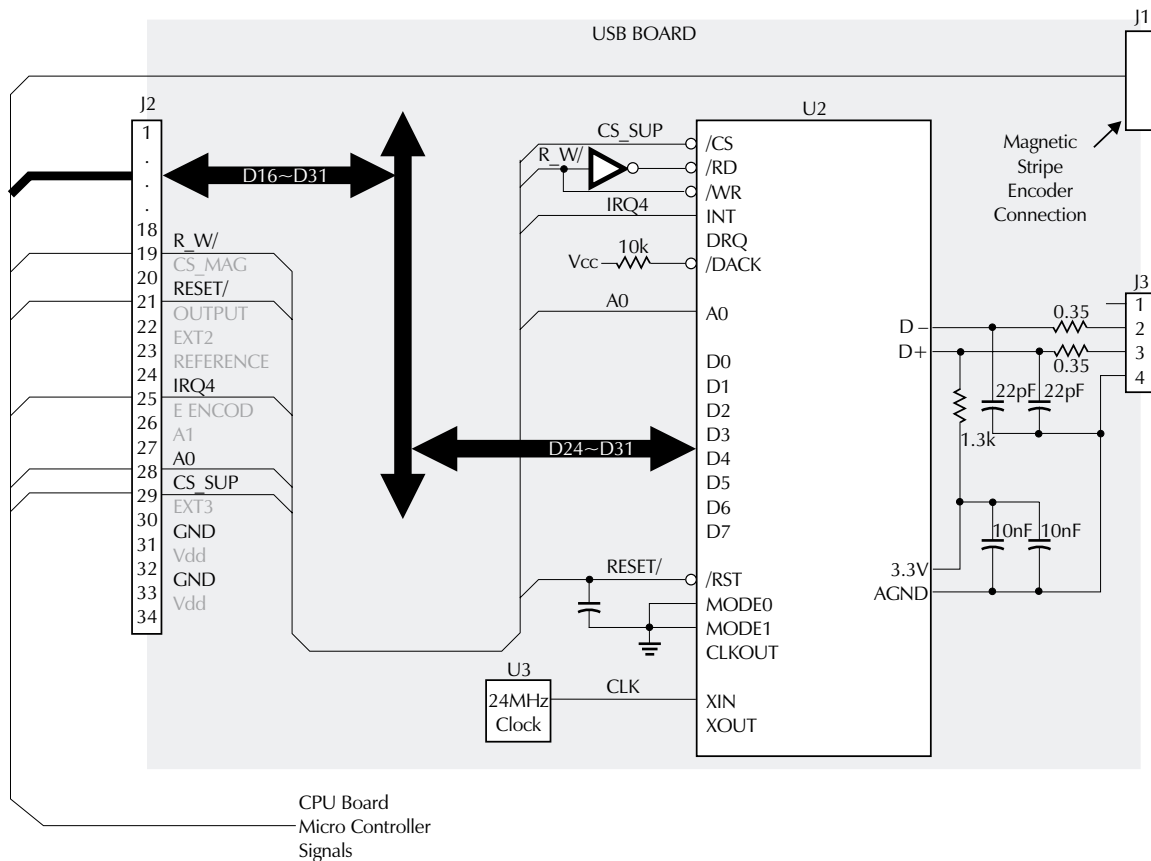 USB BOARD
J1
J2
1
.
.
.
18
19
20
21
22
23
24
25
26
27
28
29
30
31
32
33
34
R_W/
CS_MAG
RESET/
OUTPUT
EXT2
REFERENCE
IRQ4
E ENCOD
A1
A0
CS_SUP
EXT3
GND
Vdd
GND
Vdd
D16~D31
D24~D31
CS_SUP
R_W/
IRQ4
10k
Vcc
A0
RESET/
U2
/CS
/RD
/WR
INT
DRQ
/DACK
A0
D0
D1
D2
D3
D4
D5
D6
D7
/RST
MODE0
MODE1
CLKOUT
XIN
XOUT
D –
D+
3.3V
AGND
U3
24MHz
Clock
CLK
Magnetic
Stripe
Encoder
Connection
J3
1
2
3
4
0.35
0.35
22pF
22pF
1.3k
10nF
10nF
CPU Board
Micro Controller
Signals